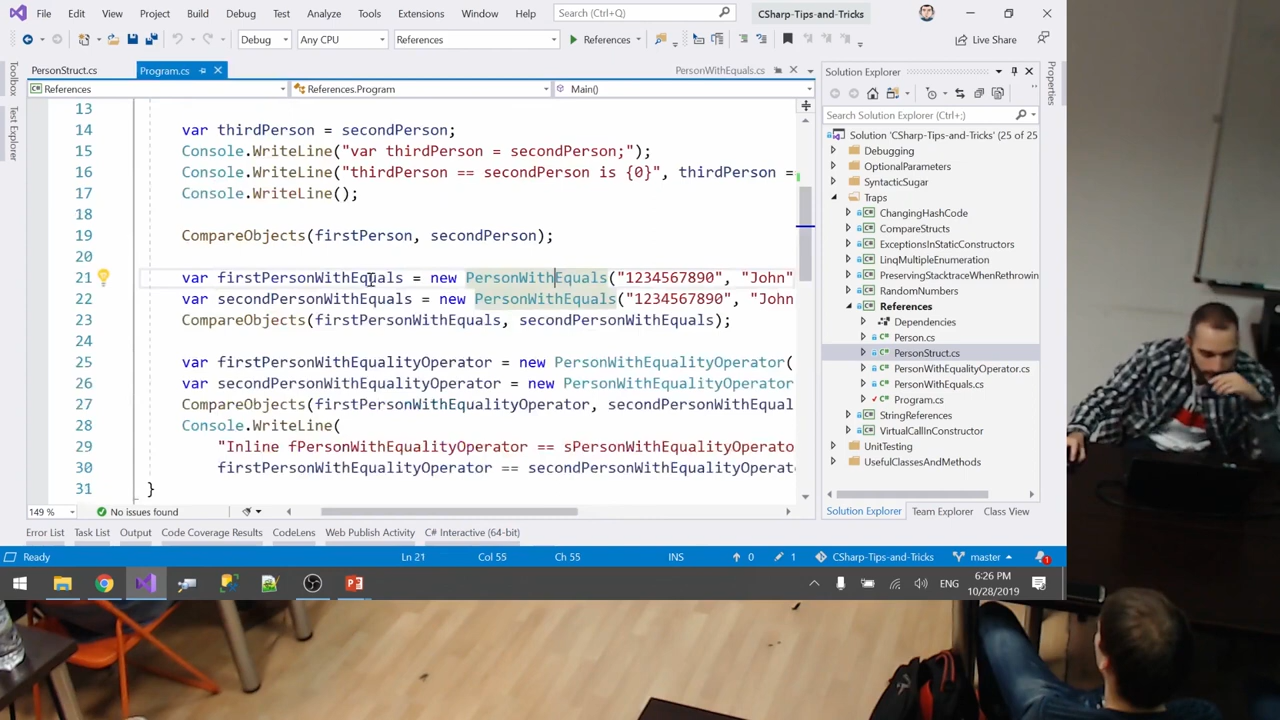 File Edit View Project Build Debug Test Analyze Tools Extensions Window Help Search (Ctrl+Q) CSharp-Tips-and-Tricks
Debug Any CPU References References Live Share
PersonStruct.cs Program.cs PersonWithEquals.cs
References References.Program Main()
Toolbox
Test Explorer
13
14 var thirdPerson = secondPerson;
15 Console.WriteLine("var thirdPerson = secondPerson;");
16 Console.WriteLine("thirdPerson == secondPerson is {0}", thirdPerson =
17 Console.WriteLine();
18
19 CompareObjects(firstPerson, secondPerson);
20
21 var firstPersonWithEquals = new PersonWithEquals("1234567890", "John"
22 var secondPersonWithEquals = new PersonWithEquals("1234567890", "John
23 CompareObjects(firstPersonWithEquals, secondPersonWithEquals);
24
25 var firstPersonWithEqualityOperator = new PersonWithEqualityOperator(
26 var secondPersonWithEqualityOperator = new PersonWithEqualityOperator
27 CompareObjects(firstPersonWithEqualityOperator, secondPersonWithEqual
28 Console.WriteLine(
29 "Inline fPersonWithEqualityOperator == sPersonWithEqualityOperato
30 firstPersonWithEqualityOperator == secondPersonWithEqualityOperat
31 }
149 % No issues found
Solution Explorer
Search Solution Explorer (Ctrl+;)
Solution 'CSharp-Tips-and-Tricks' (25 of 25
Debugging
OptionalParameters
SyntacticSugar
Traps
ChangingHashCode
CompareStructs
ExceptionsInStaticConstructors
LinqMultipleEnumeration
PreservingStacktraceWhenRethrowin
RandomNumbers
References
Dependencies
Person.cs
PersonStruct.cs
PersonWithEqualityOperator.cs
PersonWithEquals.cs
Program.cs
StringReferences
VirtualCallInConstructor
UnitTesting
UsefulClassesAndMethods
Solution Explorer Team Explorer Class View
Properties
Error List Task List Output Code Coverage Results CodeLens Web Publish Activity C# Interactive (64-bit)
Ready Ln 21 Col 55 Ch 55 INS 0 1 CSharp-Tips-and-Tricks master 1
ENG 6:26 PM
10/28/2019